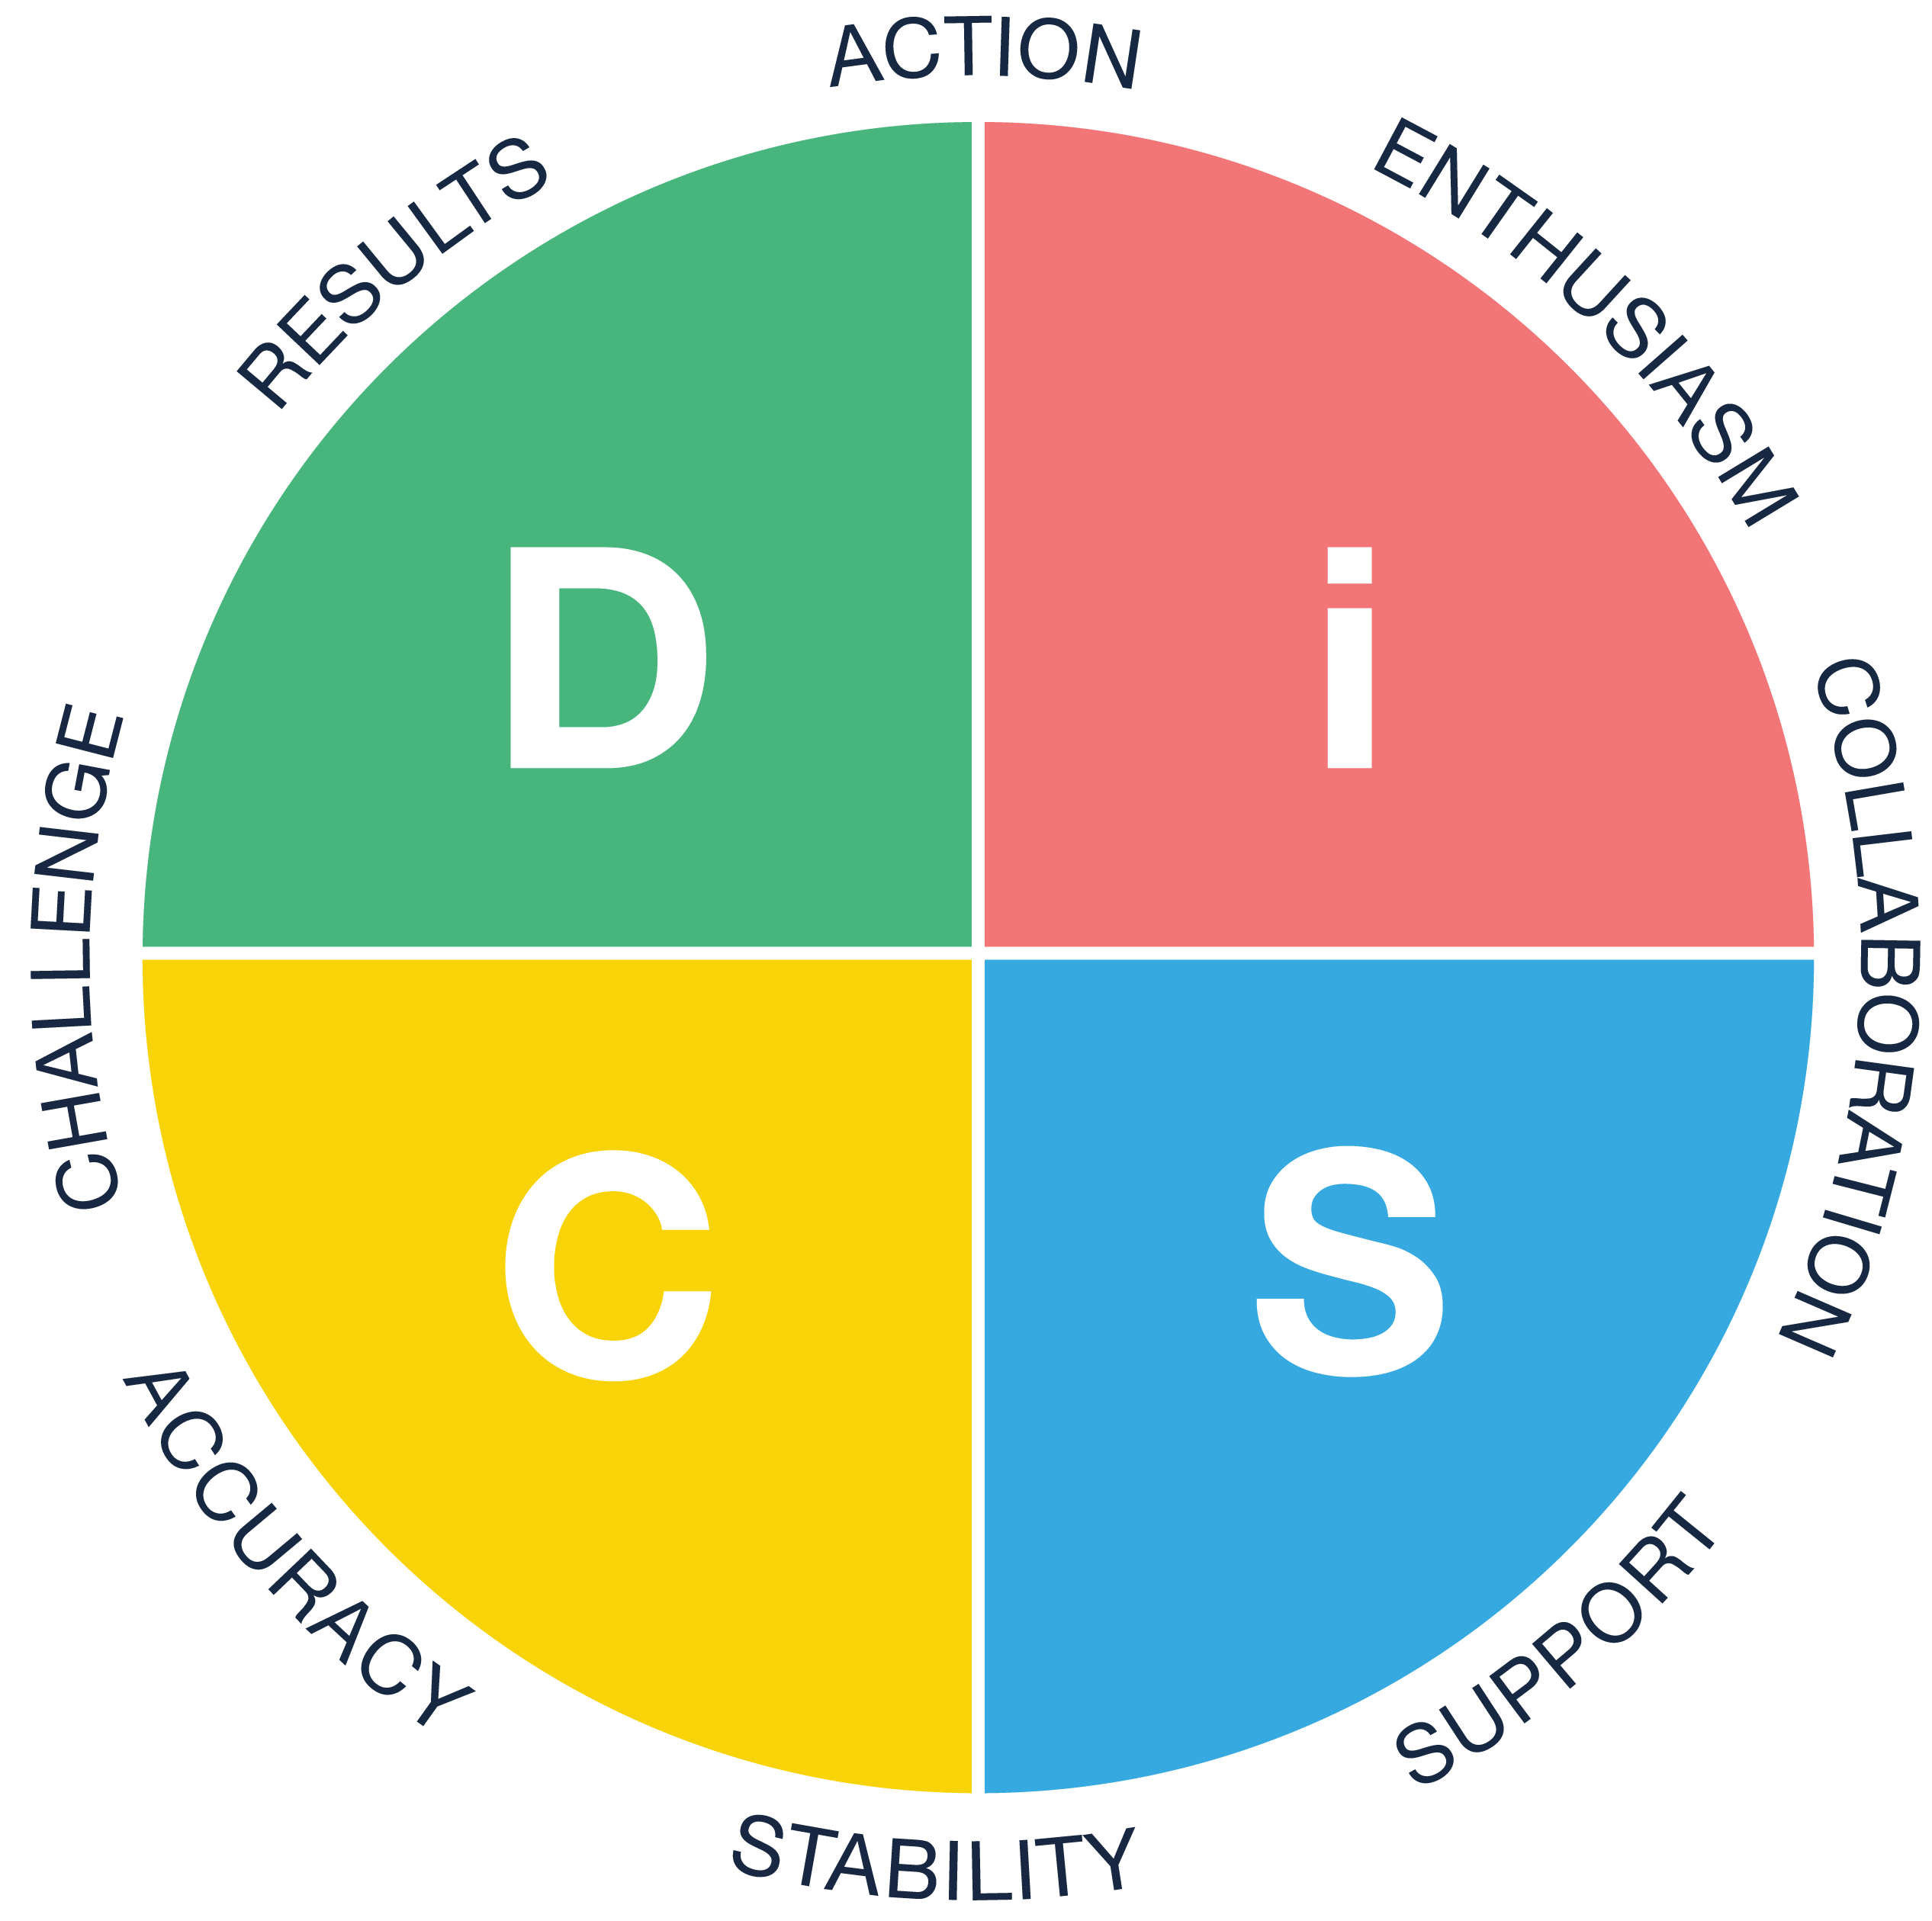 ACTION
ENTHUSIASM
COLLABORATION
SUPPORT
STABILITY
ACCURACY
CHALLENGE
RESULTS
D
i
C
S